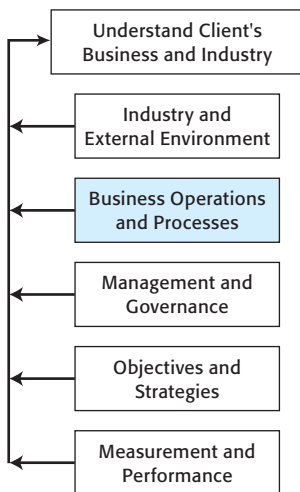 Understand Client's
Business and Industry
Industry and
External Environment
Business Operations
and Processes
Management and
Governance
Objectives and
Strategies
Measurement and
Performance